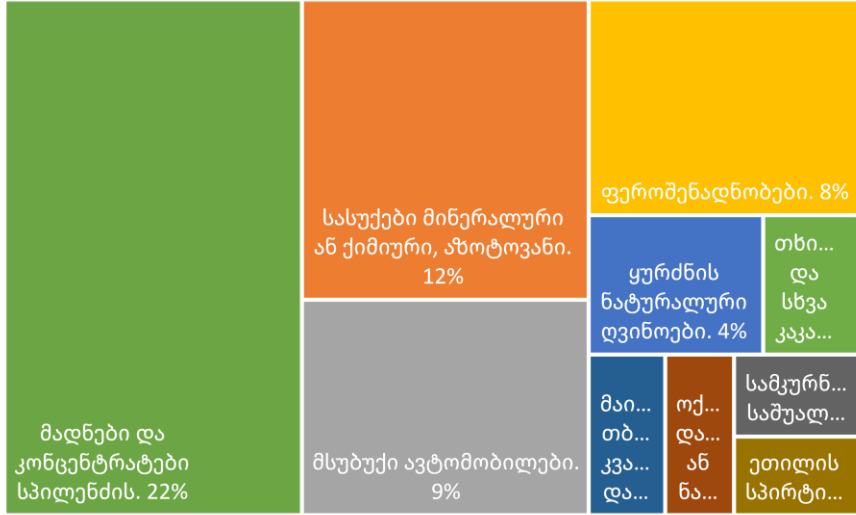 მადნები და
კონცენტრატები
სპილენძის. 22%
სასუქები მინერალური
ან ქიმიური, აზოტოვანი.
12%
მსუბუქი ავტომობილები.
9%
ფეროშენადნობები. 8%
ყურძნის
ნატურალური
ღვინოები. 4%
თხი...
და
სხვა
კაკა...
მაი...
თბ...
კვა...
და...
ოქ...
და...
ან
ნა...
სამკურნ...
საშუალ...
ეთილის
სპირტი...